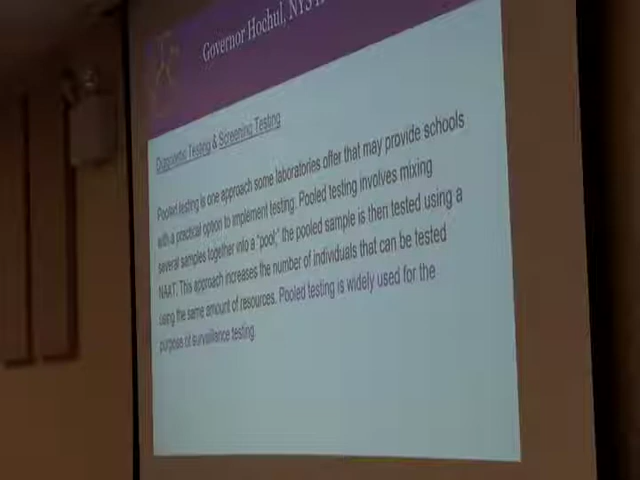 Governor Hochul, NYS
Diagnostic Testing & Screening Testing
Pooled testing is one approach some laboratories offer that may provide schools
with a practical option to implement testing. Pooled testing involves mixing
several samples together into a "pool;" the pooled sample is then tested using a
NAAT. This approach increases the number of individuals that can be tested
using the same amount of resources. Pooled testing is widely used for the
purpose of surveillance testing.